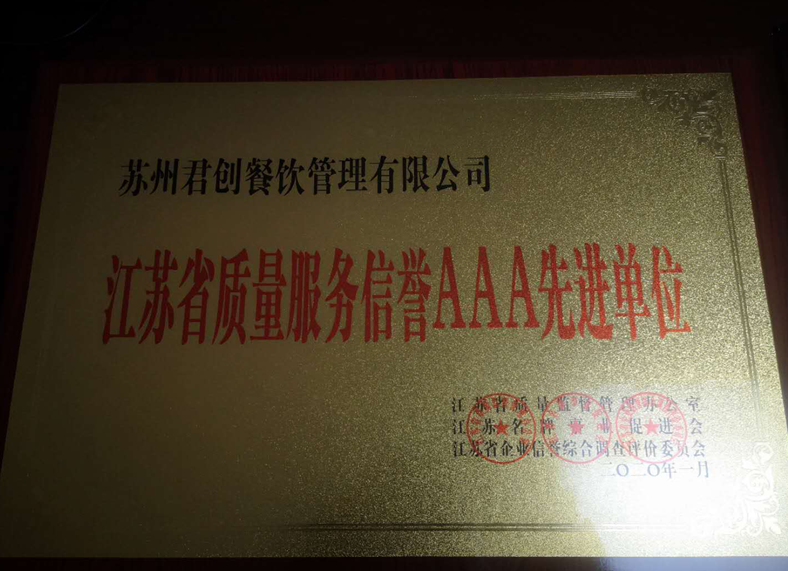 苏州君创餐饮管理有限公司
江苏省质量服务信誉AAA先进单位
江苏省质量监督管理办公室
江苏名牌事业促进会
江苏省企业信誉综合调查评价委员会
二〇二〇年一月